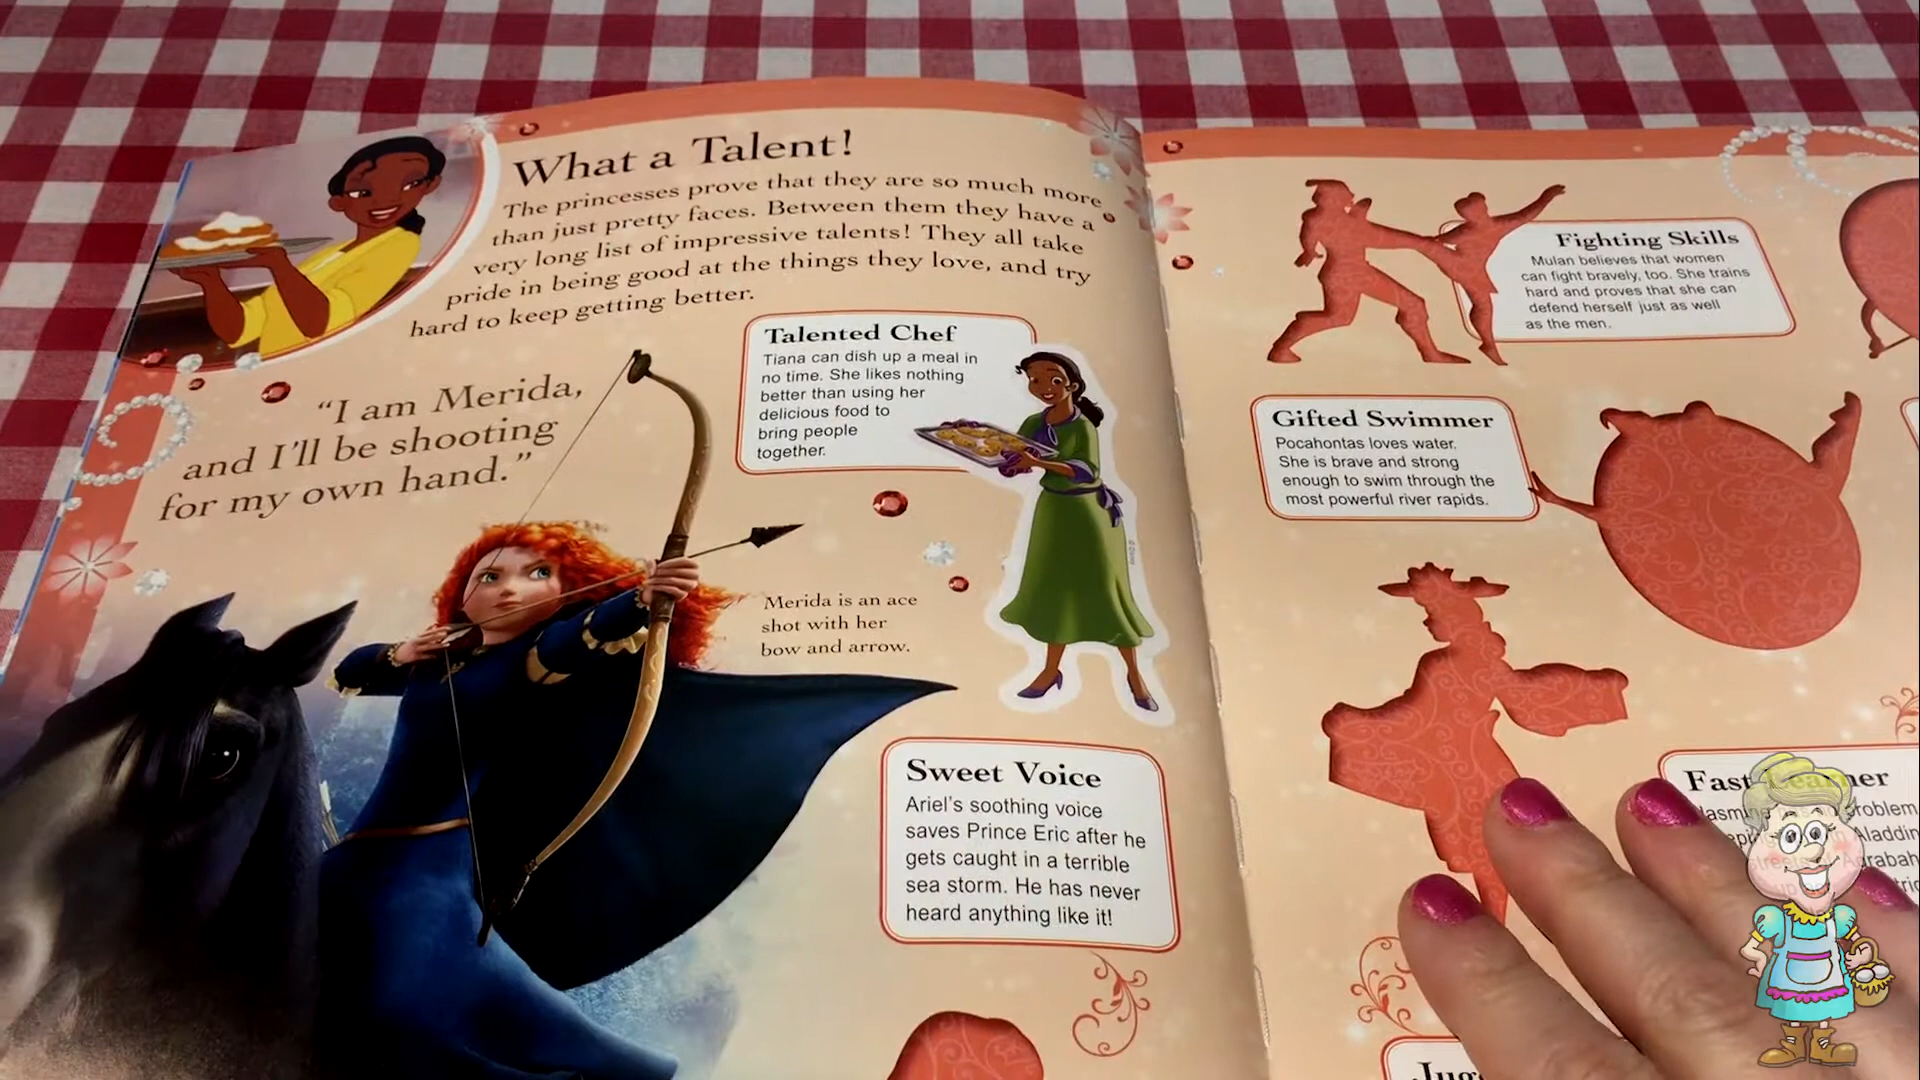 What a Talent!
The princesses prove that they are so much more
than just pretty faces. Between them they have a
very long list of impressive talents! They all take
pride in being good at the things they love, and try
hard to keep getting better.
"I am Merida,
and I'll be shooting
for my own hand."
Talented Chef
Tiana can dish up a meal in
no time. She likes nothing
better than using her
delicious food to
bring people
together.
Merida is an ace
shot with her
bow and arrow.
Sweet Voice
Ariel's soothing voice
saves Prince Eric after he
gets caught in a terrible
sea storm. He has never
heard anything like it!
Fighting Skills
Mulan believes that women
can fight bravely, too. She trains
hard and proves that she can
defend herself just as well
as the men.
Gifted Swimmer
Pocahontas loves water.
She is brave and strong
enough to swim through the
most powerful river rapids.
Fast
problem
Aladdin
Agrabah